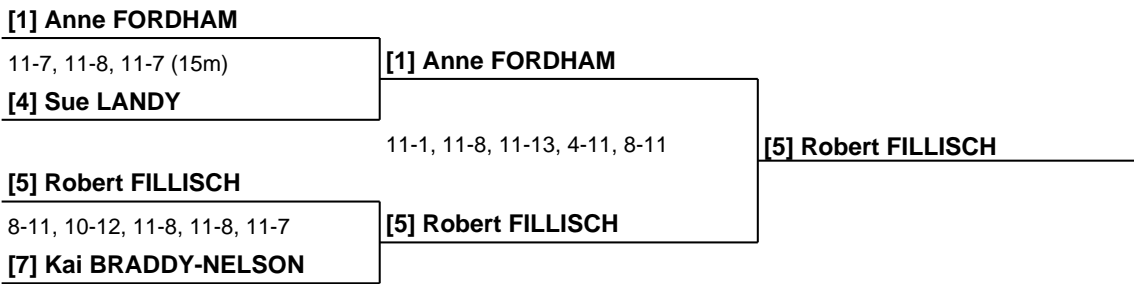 [1] Anne FORDHAM
11-7, 11-8, 11-7 (15m)
[1] Anne FORDHAM
[4] Sue LANDY
11-1, 11-8, 11-13, 4-11, 8-11
[5] Robert FILLISCH
[5] Robert FILLISCH
8-11, 10-12, 11-8, 11-8, 11-7
[5] Robert FILLISCH
[7] Kai BRADDY-NELSON